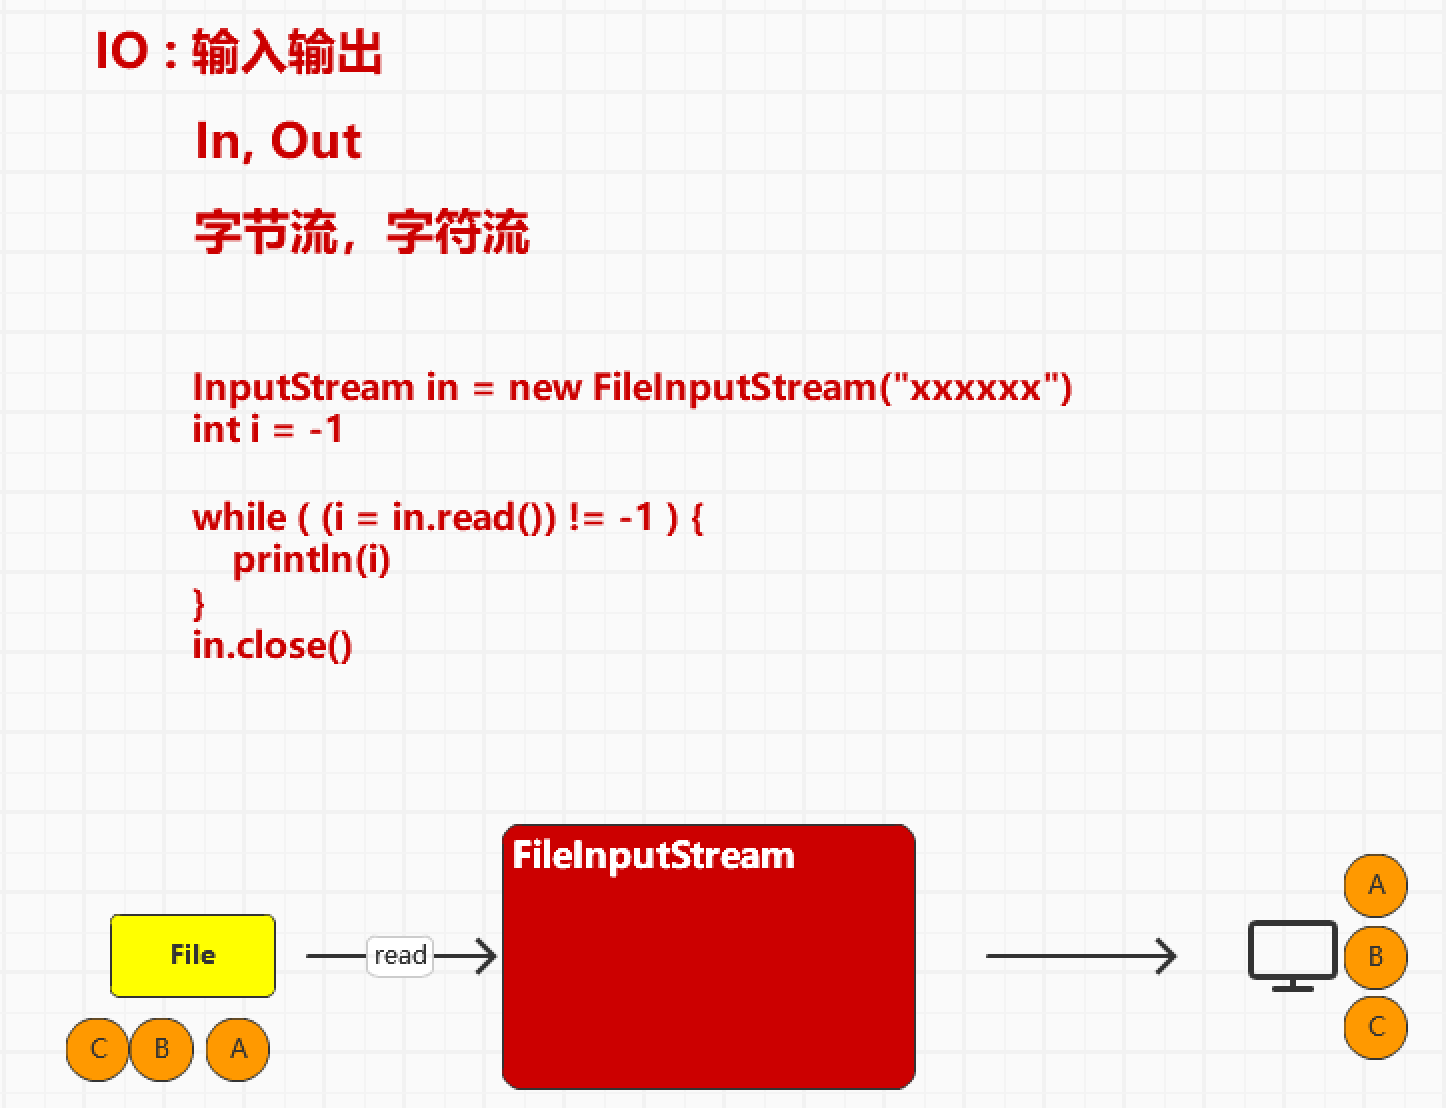 IO : 输入输出
In, Out
字节流，字符流
InputStream in = new FileInputStream("xxxxxx")
int i = -1
while ( (i = in.read()) != -1 ) {
    println(i)
}
in.close()
FileInputStream
File
read
A
B
C
C B A